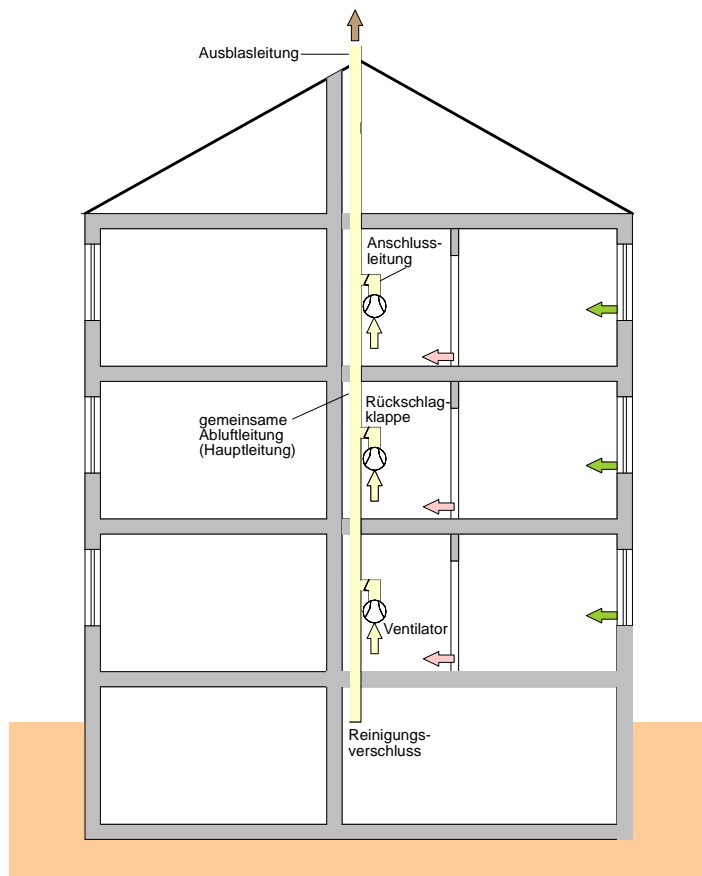 Ausblasleitung
Anschluss-
leitung
Rückschlag-
klappe
gemeinsame
Abluftleitung
(Hauptleitung)
Ventilator
Reinigungs-
verschluss